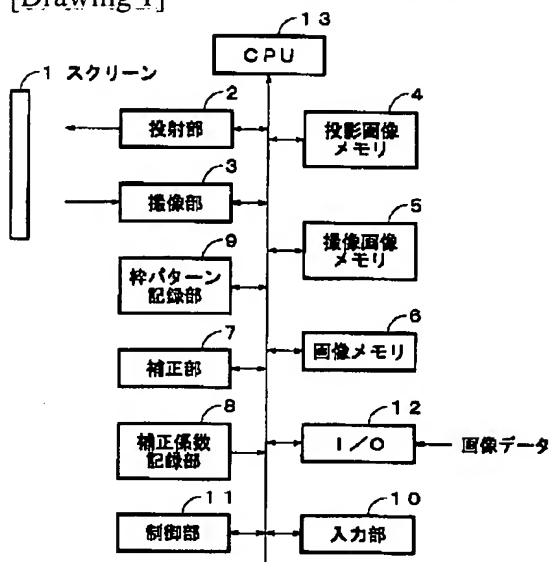 [Drawing 1]
13
CPU
1 スクリーン
2
投射部
4
投影画像
メモリ
3
撮像部
5
撮像画像
メモリ
9
枠パターン
記録部
6
画像メモリ
7
補正部
12
I/O
画像データ
8
補正係数
記録部
11
制御部
10
入力部